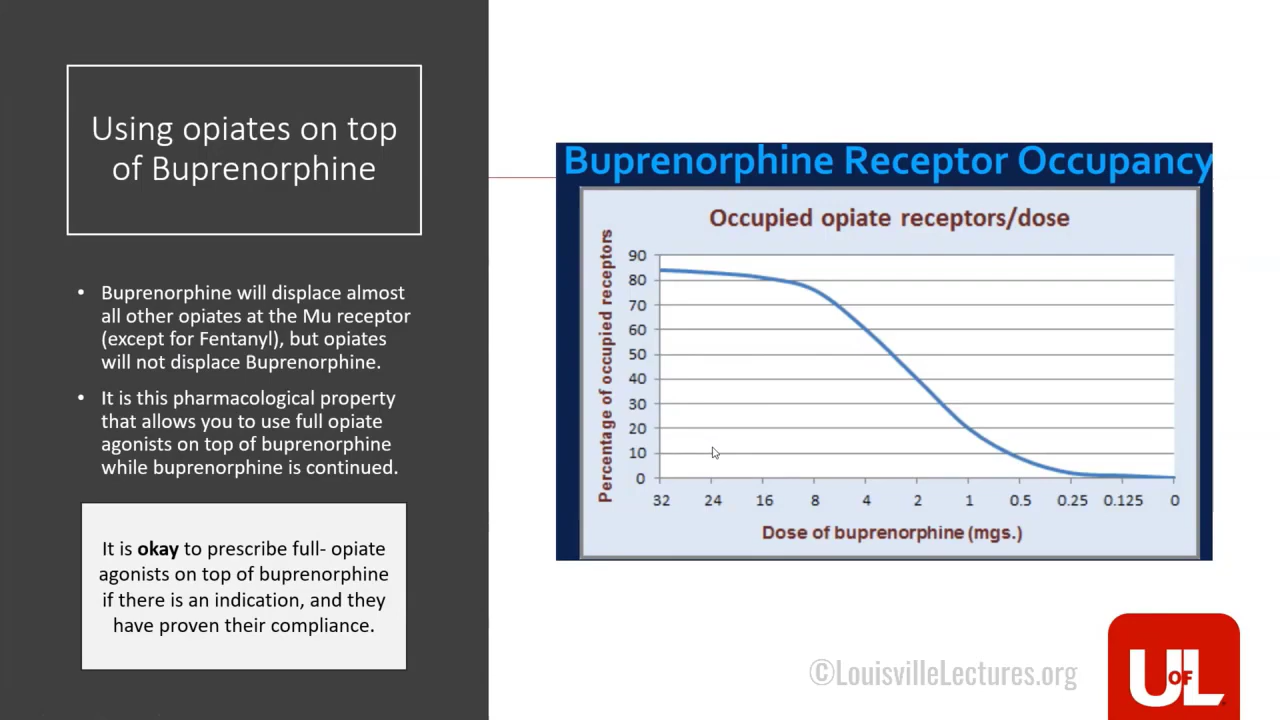 Using opiates on top
of Buprenorphine
• Buprenorphine will displace almost
all other opiates at the Mu receptor
(except for Fentanyl), but opiates
will not displace Buprenorphine.
• It is this pharmacological property
that allows you to use full opiate
agonists on top of buprenorphine
while buprenorphine is continued.
It is okay to prescribe full- opiate
agonists on top of buprenorphine
if there is an indication, and they
have proven their compliance.
Buprenorphine Receptor Occupancy
Occupied opiate receptors/dose
Percentage of occupied receptors
90
80
70
60
50
40
30
20
10
0
32 24 16 8 4 2 1 0.5 0.25 0.125 0
Dose of buprenorphine (mgs.)
©LouisvilleLectures.org
U OF L